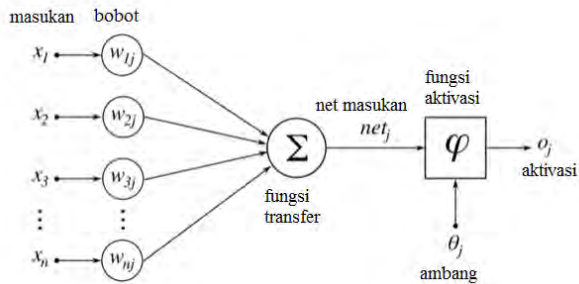 masukan bobot
x1 w1j
x2 w2j
x3 w3j
⋮ ⋮
xn wnj
Σ
fungsi
transfer
net masukan
netj
fungsi
aktivasi
φ
oj
aktivasi
θj
ambang